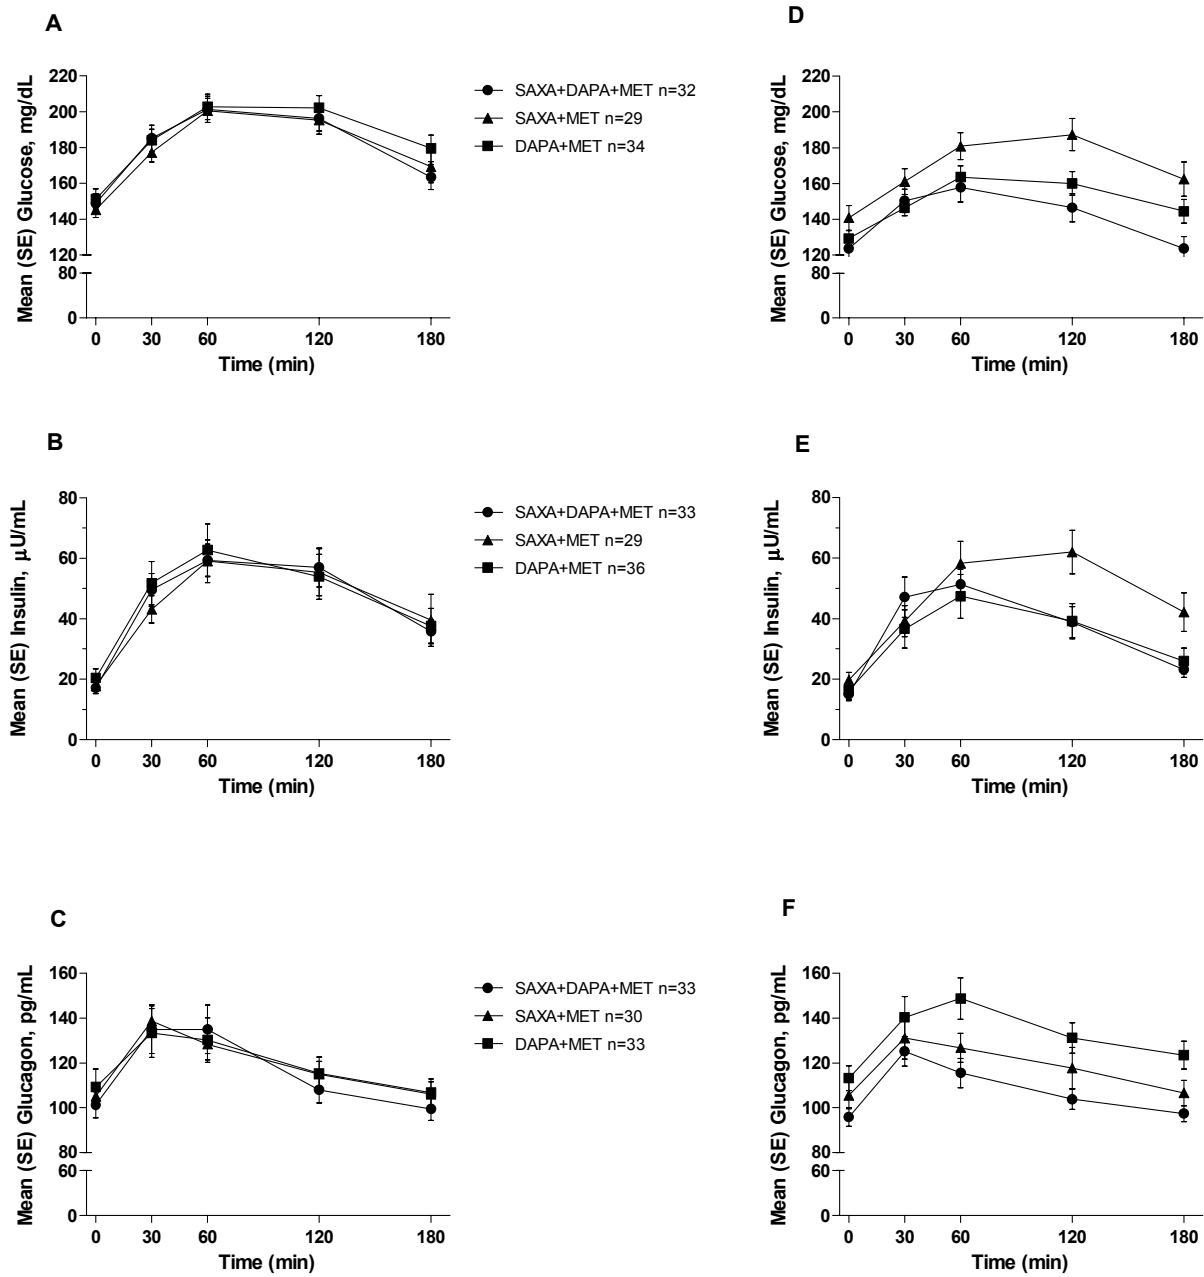 A
Mean (SE) Glucose, mg/dL
220
200
180
160
140
120
80
0
0 30 60 120 180
Time (min)
SAXA+DAPA+MET n=32
SAXA+MET n=29
DAPA+MET n=34
D
Mean (SE) Glucose, mg/dL
220
200
180
160
140
120
80
0
0 30 60 120 180
Time (min)
B
Mean (SE) Insulin, μU/mL
80
60
40
20
0
0 30 60 120 180
Time (min)
SAXA+DAPA+MET n=33
SAXA+MET n=29
DAPA+MET n=36
E
Mean (SE) Insulin, μU/mL
80
60
40
20
0
0 30 60 120 180
Time (min)
C
Mean (SE) Glucagon, pg/mL
160
140
120
100
80
60
0
0 30 60 120 180
Time (min)
SAXA+DAPA+MET n=33
SAXA+MET n=30
DAPA+MET n=33
F
Mean (SE) Glucagon, pg/mL
160
140
120
100
80
60
0
0 30 60 120 180
Time (min)